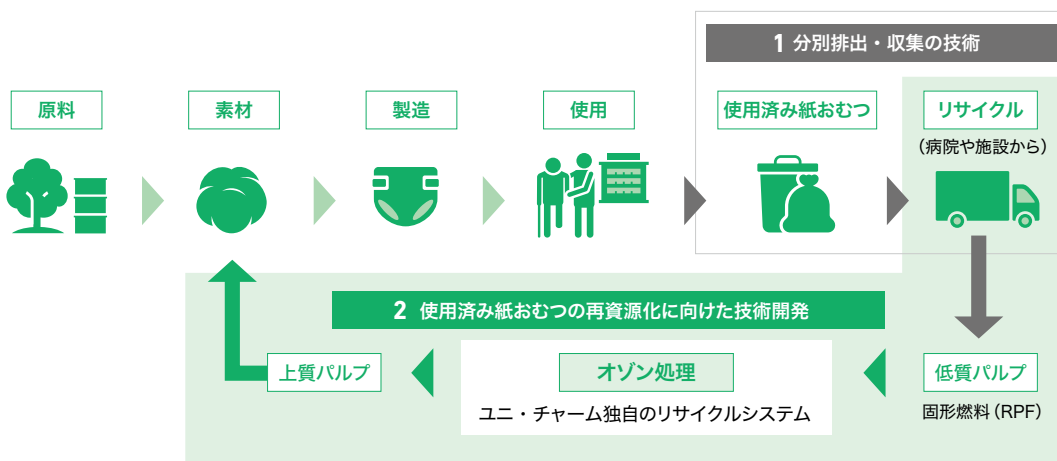 1 分別排出・収集の技術
原料
素材
製造
使用
使用済み紙おむつ
リサイクル
(病院や施設から)
2 使用済み紙おむつの再資源化に向けた技術開発
上質パルプ
オゾン処理
ユニ・チャーム独自のリサイクルシステム
低質パルプ
固形燃料(RPF)